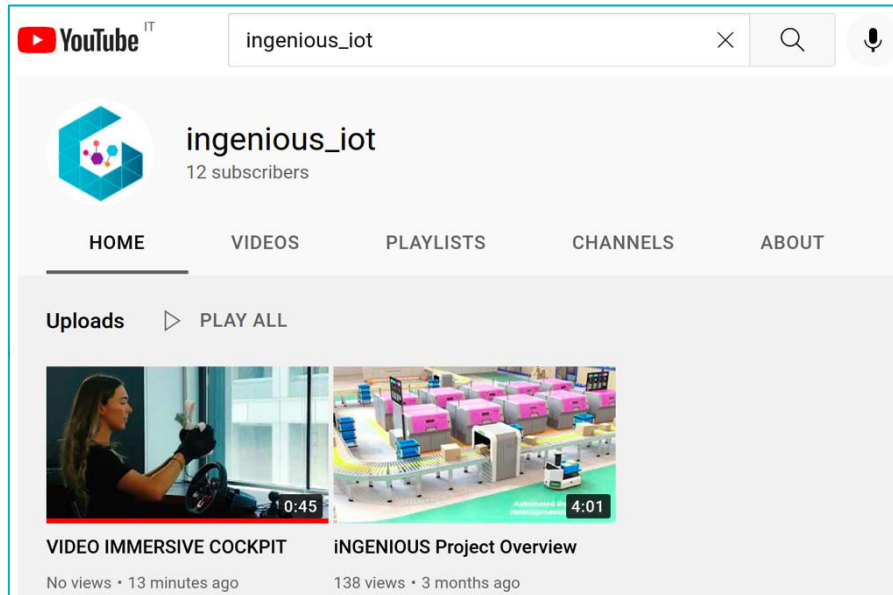 YouTube IT
ingenious_iot
ingenious_iot
12 subscribers
HOME VIDEOS PLAYLISTS CHANNELS ABOUT
Uploads PLAY ALL
0:45
4:01
VIDEO IMMERSIVE COCKPIT
iNGENIOUS Project Overview
No views • 13 minutes ago
138 views • 3 months ago